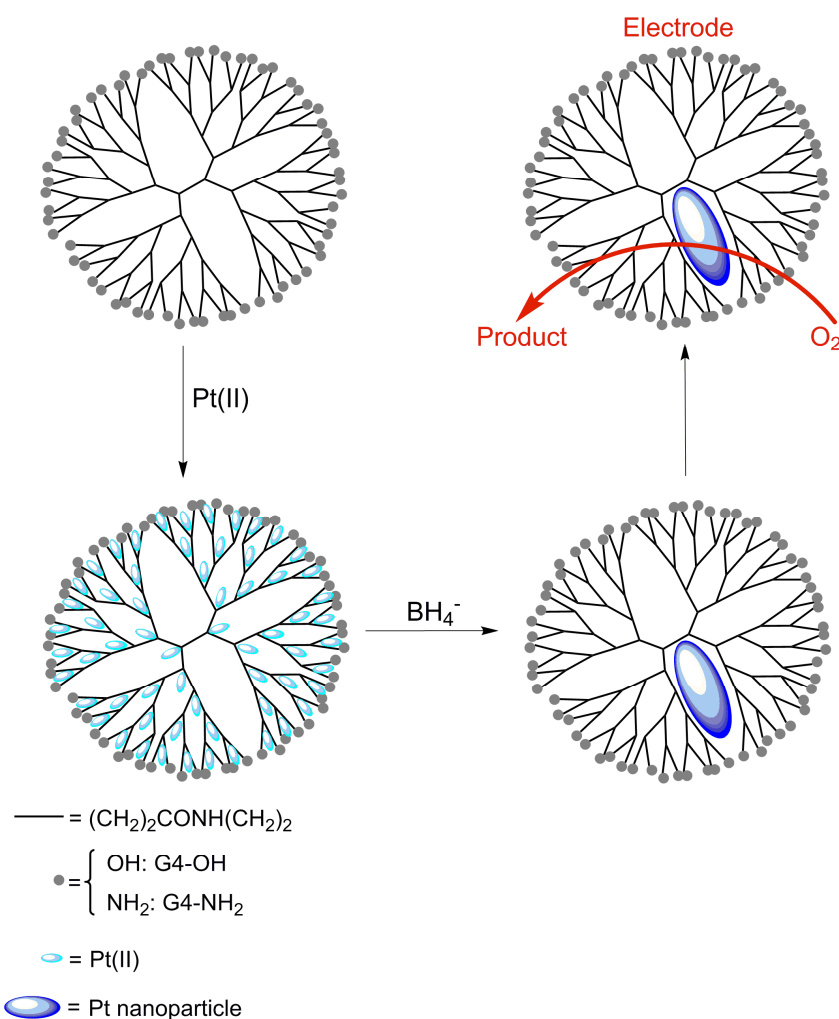 Electrode
Product
O₂
Pt(II)
BH₄⁻
= (CH₂)₂CONH(CH₂)₂
= { OH: G4-OH
NH₂: G4-NH₂
= Pt(II)
= Pt nanoparticle